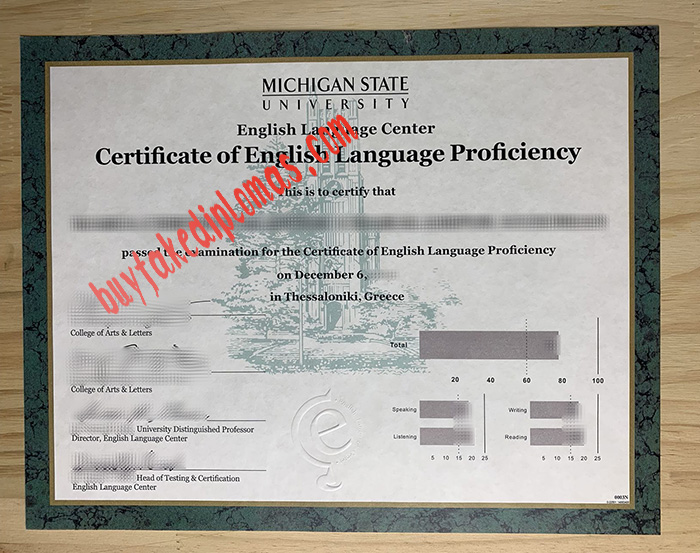 MICHIGAN STATE
UNIVERSITY
English Language Center
Certificate of English Language Proficiency
This is to certify that
passed the examination for the Certificate of English Language Proficiency
on December 6,
in Thessaloniki, Greece
buyfakediplomas.com
College of Arts & Letters
College of Arts & Letters
University Distinguished Professor
Director, English Language Center
Head of Testing & Certification
English Language Center
Total
20 40 60 80 100
Speaking
Writing
Listening
Reading
5 10 15 20 25
5 10 15 20 25
0003N